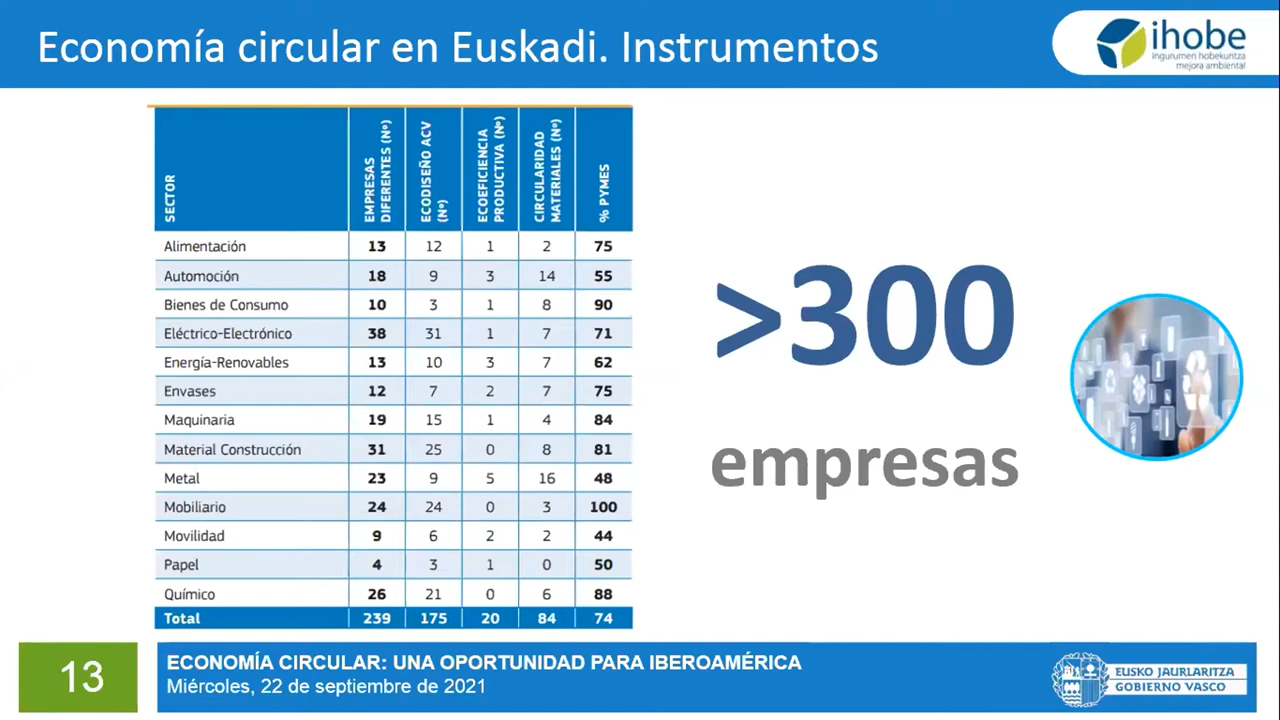 Economía circular en Euskadi. Instrumentos
ihobe
ingurumen hobekuntza
mejora ambiental
SECTOR EMPRESAS DIFERENTES (Nº) ECODISEÑO ACV (Nº) ECOEFICIENCIA PRODUCTIVA (Nº) CIRCULARIDAD MATERIALES (Nº) % PYMES
Alimentación 13 12 1 2 75
Automoción 18 9 3 14 55
Bienes de Consumo 10 3 1 8 90
Eléctrico-Electrónico 38 31 1 7 71
Energía-Renovables 13 10 3 7 62
Envases 12 7 2 7 75
Maquinaria 19 15 1 4 84
Material Construcción 31 25 0 8 81
Metal 23 9 5 16 48
Mobiliario 24 24 0 3 100
Movilidad 9 6 2 2 44
Papel 4 3 1 0 50
Químico 26 21 0 6 88
Total 239 175 20 84 74
>300
empresas
13
ECONOMÍA CIRCULAR: UNA OPORTUNIDAD PARA IBEROAMÉRICA
Miércoles, 22 de septiembre de 2021
EUSKO JAURLARITZA
GOBIERNO VASCO